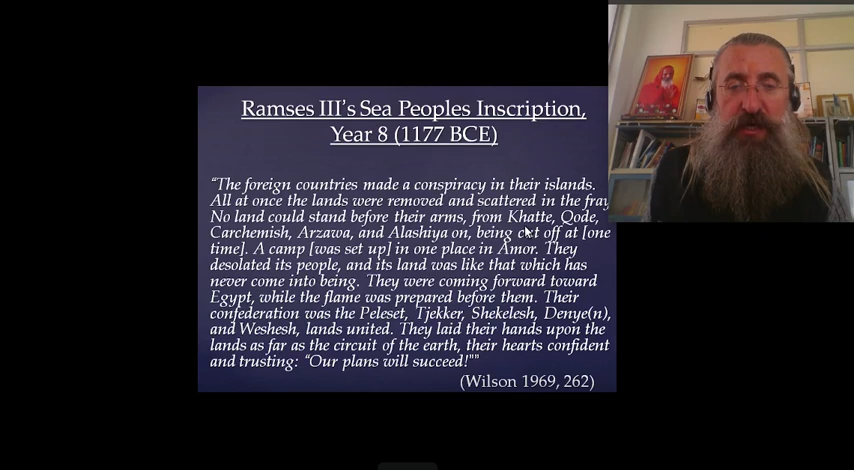 Ramses III's Sea Peoples Inscription,
Year 8 (1177 BCE)
"The foreign countries made a conspiracy in their islands.
All at once the lands were removed and scattered in the fray
No land could stand before their arms, from Khatte, Qode,
Carchemish, Arzawa, and Alashiya on, being cut off at [one
time]. A camp [was set up] in one place in Amor. They
desolated its people, and its land was like that which has
never come into being. They were coming forward toward
Egypt, while the flame was prepared before them. Their
confederation was the Peleset, Tjekker, Shekelesh, Denye(n),
and Weshesh, lands united. They laid their hands upon the
lands as far as the circuit of the earth, their hearts confident
and trusting: "Our plans will succeed!""
(Wilson 1969, 262)